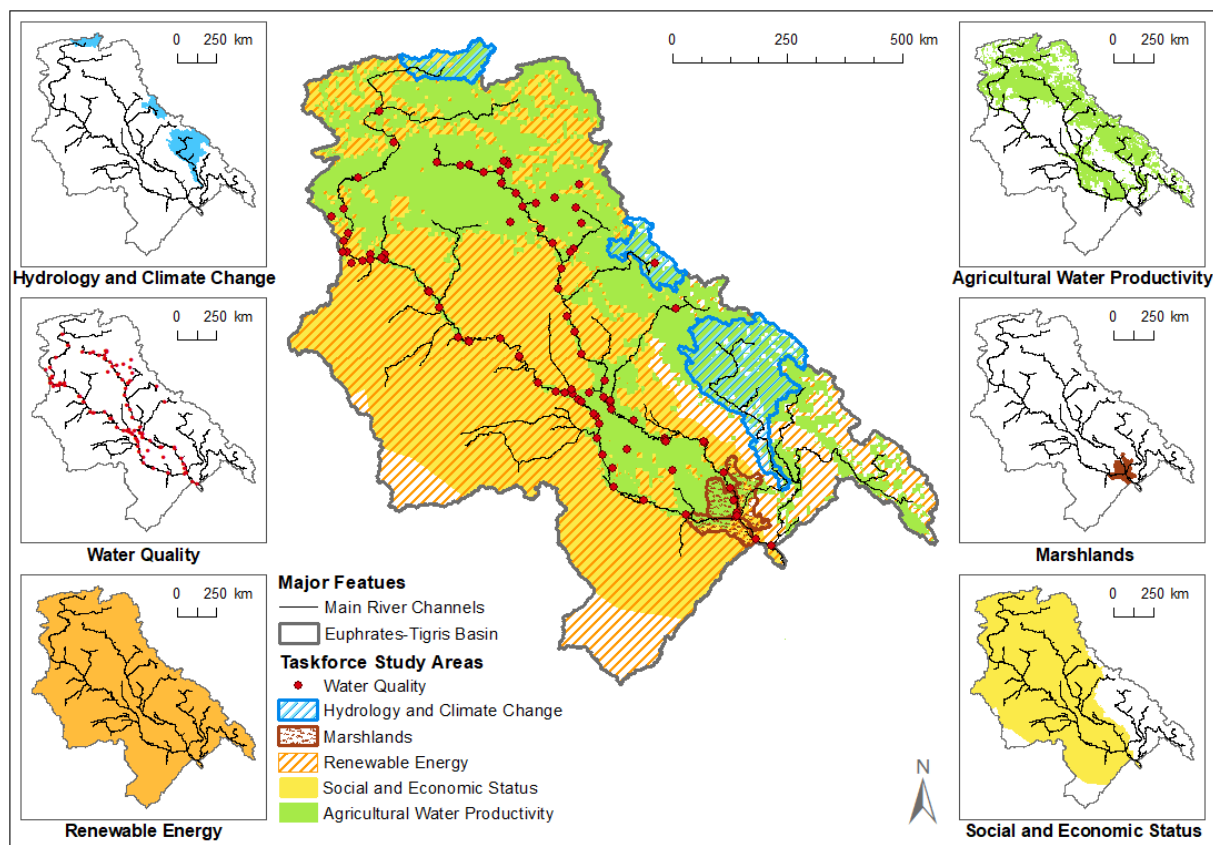 0 250 km
Hydrology and Climate Change
0 250 km
Water Quality
0 250 km
Renewable Energy
0 250 500 km
Major Featues
Main River Channels
Euphrates-Tigris Basin
Taskforce Study Areas
Water Quality
Hydrology and Climate Change
Marshlands
Renewable Energy
Social and Economic Status
Agricultural Water Productivity
N
0 250 km
Agricultural Water Productivity
0 250 km
Marshlands
0 250 km
Social and Economic Status